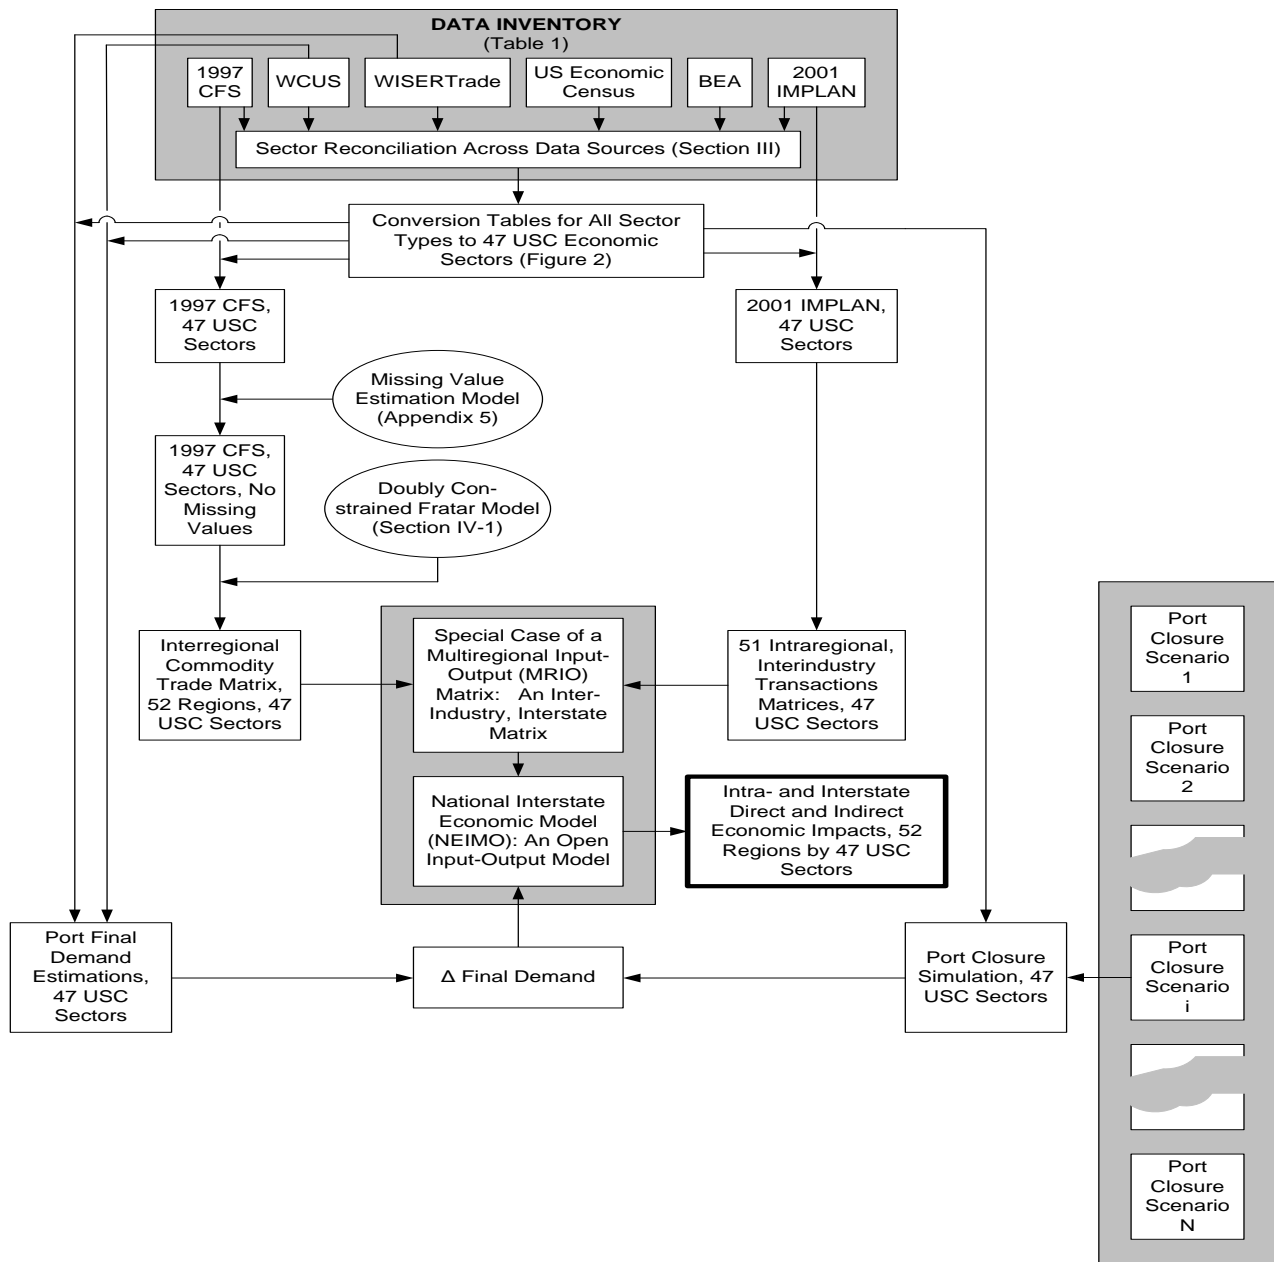 DATA INVENTORY
(Table 1)
1997
CFS
WCUS
WISERTrade
US Economic
Census
BEA
2001
IMPLAN
Sector Reconciliation Across Data Sources (Section III)
Conversion Tables for All Sector
Types to 47 USC Economic
Sectors (Figure 2)
1997 CFS,
47 USC
Sectors
2001 IMPLAN,
47 USC
Sectors
Missing Value
Estimation Model
(Appendix 5)
1997 CFS,
47 USC
Sectors, No
Missing
Values
Doubly Con-
strained Fratar Model
(Section IV-1)
Interregional
Commodity
Trade Matrix,
52 Regions, 47
USC Sectors
Special Case of a
Multiregional Input-
Output (MRIO)
Matrix: An Inter-
Industry, Interstate
Matrix
51 Intraregional,
Interindustry
Transactions
Matrices, 47
USC Sectors
National Interstate
Economic Model
(NEIMO): An Open
Input-Output Model
Intra- and Interstate
Direct and Indirect
Economic Impacts, 52
Regions by 47 USC
Sectors
Port Final
Demand
Estimations,
47 USC
Sectors
Δ Final Demand
Port Closure
Simulation, 47
USC Sectors
Port
Closure
Scenario
1
Port
Closure
Scenario
2
Port
Closure
Scenario
i
Port
Closure
Scenario
N